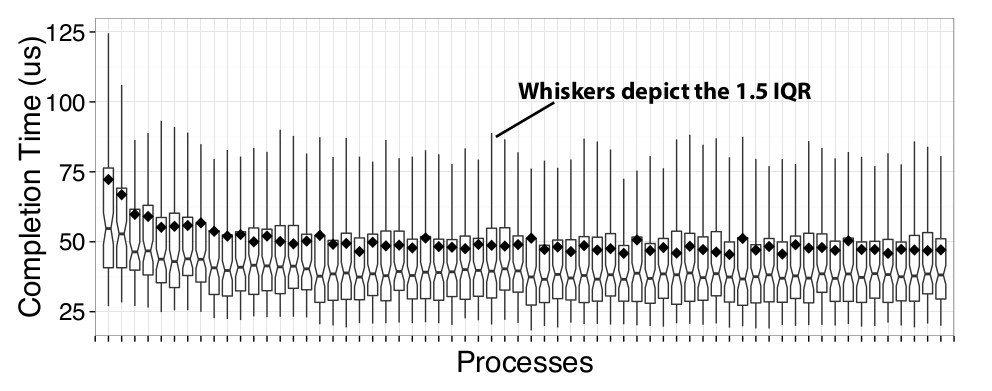 Completion Time (us)
125
100
75
50
25
Whiskers depict the 1.5 IQR
Processes